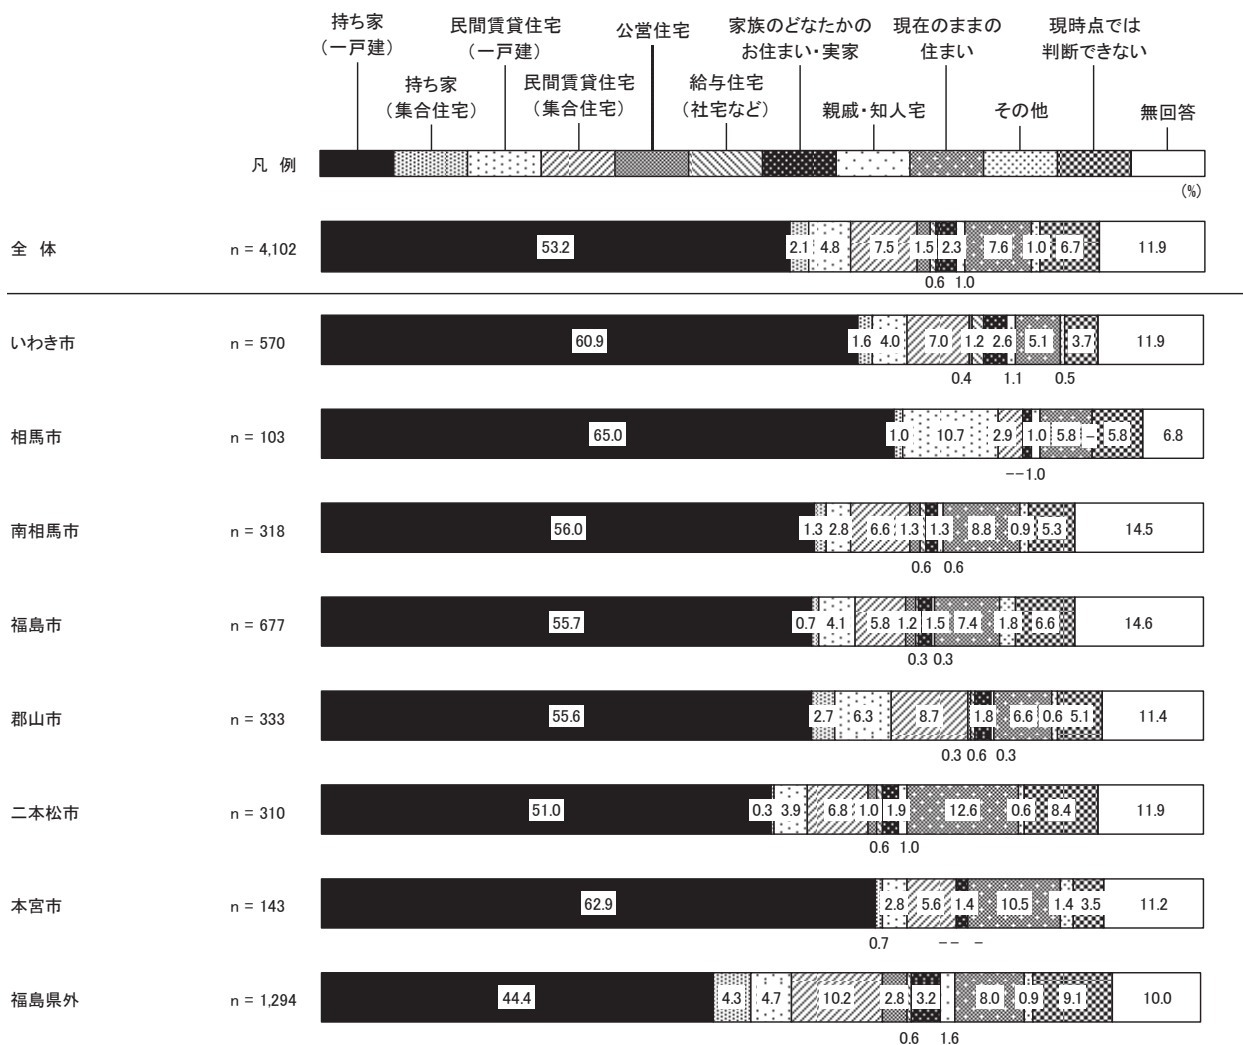 持ち家
（一戸建）
民間賃貸住宅
（一戸建）
公営住宅
家族のどなたかの
お住まい・実家
現在のままの
住まい
現時点では
判断できない
持ち家
（集合住宅）
民間賃貸住宅
（集合住宅）
給与住宅
（社宅など）
親戚・知人宅
その他
無回答
凡 例
(%)
全 体 n = 4,102 53.2 2.1 4.8 7.5 1.5 2.3 7.6 1.0 6.7 11.9
0.6 1.0
いわき市 n = 570 60.9 1.6 4.0 7.0 1.2 2.6 5.1 3.7 11.9
0.4 1.1 0.5
相馬市 n = 103 65.0 1.0 10.7 2.9 1.0 5.8 - 5.8 6.8
-- 1.0
南相馬市 n = 318 56.0 1.3 2.8 6.6 1.3 1.3 8.8 0.9 5.3 14.5
0.6 0.6
福島市 n = 677 55.7 0.7 4.1 5.8 1.2 1.5 7.4 1.8 6.6 14.6
0.3 0.3
郡山市 n = 333 55.6 2.7 6.3 8.7 1.8 6.6 0.6 5.1 11.4
0.3 0.6 0.3
二本松市 n = 310 51.0 0.3 3.9 6.8 1.0 1.9 12.6 0.6 8.4 11.9
0.6 1.0
本宮市 n = 143 62.9 2.8 5.6 1.4 10.5 1.4 3.5 11.2
0.7 -- -
福島県外 n = 1,294 44.4 4.3 4.7 10.2 2.8 3.2 8.0 0.9 9.1 10.0
0.6 1.6